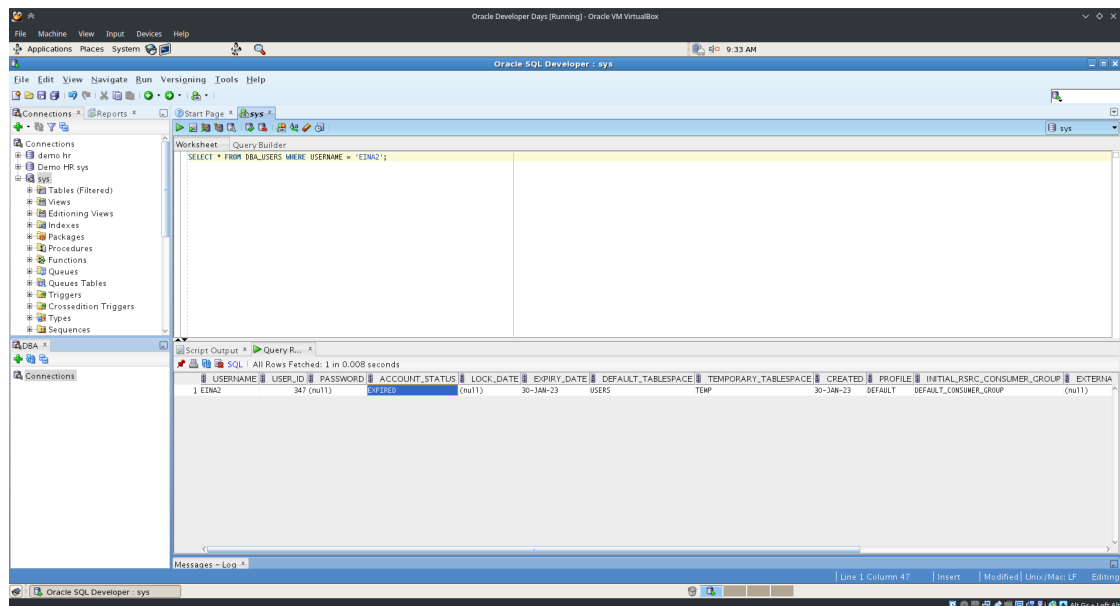 Oracle Developer Days [Running] - Oracle VM VirtualBox
File Machine View Input Devices Help
Applications Places System 9:33 AM
Oracle SQL Developer : sys
File Edit View Navigate Run Versioning Tools Help
Connections Reports Start Page sys
sys
Worksheet Query Builder
SELECT * FROM DBA_USERS WHERE USERNAME = 'EINA2';
Connections
demo hr
Demo HR sys
sys
Tables (Filtered)
Views
Editioning Views
Indexes
Packages
Procedures
Functions
Queues
Queues Tables
Triggers
Crossedition Triggers
Types
Sequences
DBA
Connections
Script Output Query R...
SQL | All Rows Fetched: 1 in 0.008 seconds
USERNAME USER_ID PASSWORD ACCOUNT_STATUS LOCK_DATE EXPIRY_DATE DEFAULT_TABLESPACE TEMPORARY_TABLESPACE CREATED PROFILE INITIAL_RSRC_CONSUMER_GROUP EXTERNA
1 EINA2 347 (null) EXPIRED (null) 30-JAN-23 USERS TEMP 30-JAN-23 DEFAULT DEFAULT_CONSUMER_GROUP (null)
Messages - Log
Line 1 Column 47 | Insert | Modified | Unix/Mac: LF Editing
Oracle SQL Developer : sys
Alt Gr + Left Alt